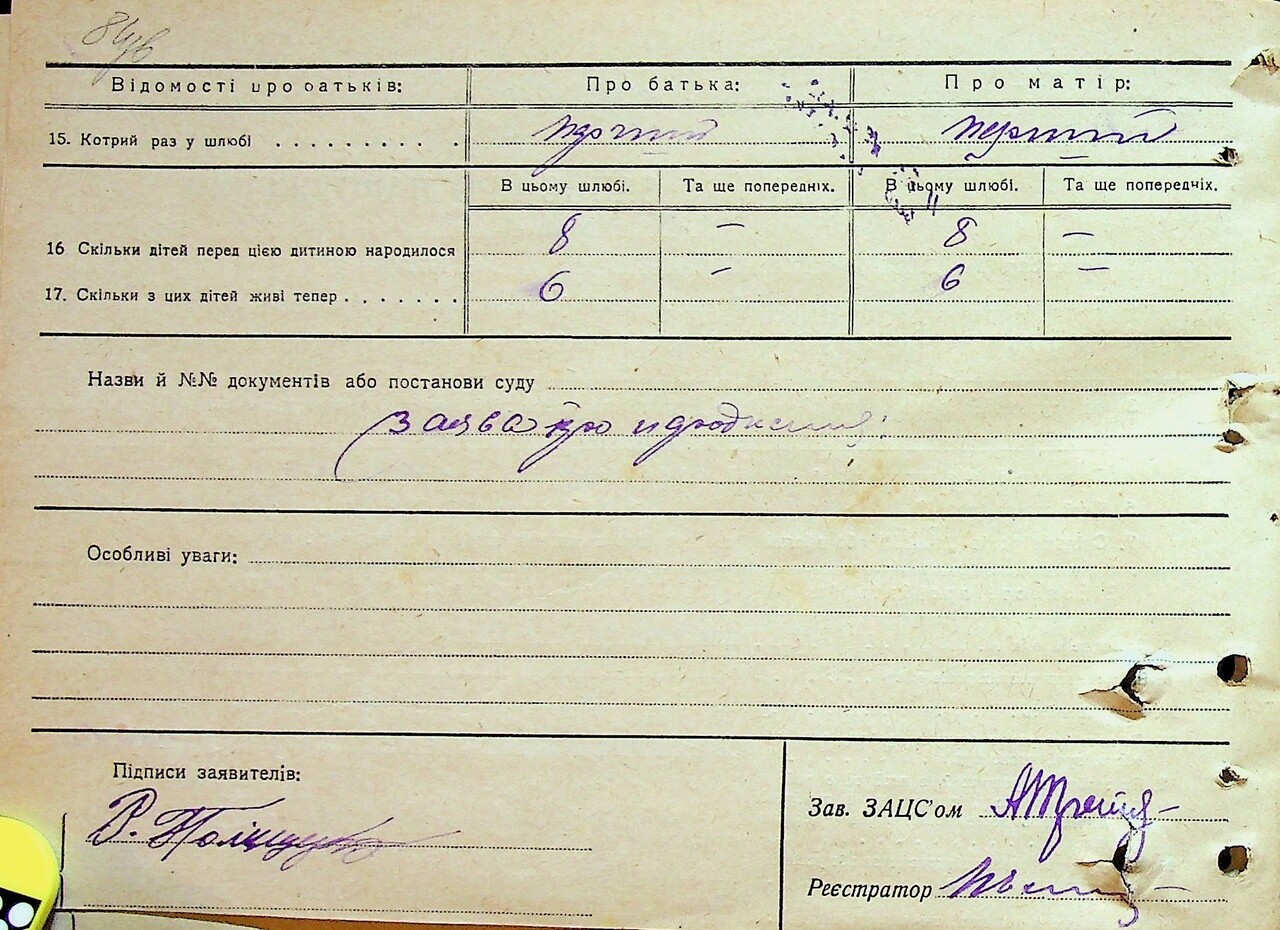 84зв
Відомості про батьків: Про батька: Про матір:
15. Котрий раз у шлюбі . . . . . . . . . . перший перший
В цьому шлюбі. Та ще попередніх. В цьому шлюбі. Та ще попередніх.
16 Скільки дітей перед цією дитиною народилося 8 — 8 —
17. Скільки з цих дітей живі тепер . . . . . . . 6 — 6 —
Назви й №№ документів або постанови суду
заява про народження
Особливі уваги:
Підписи заявителів:
Р. Поліщук
Зав. ЗАЦС'ом
Реєстратор